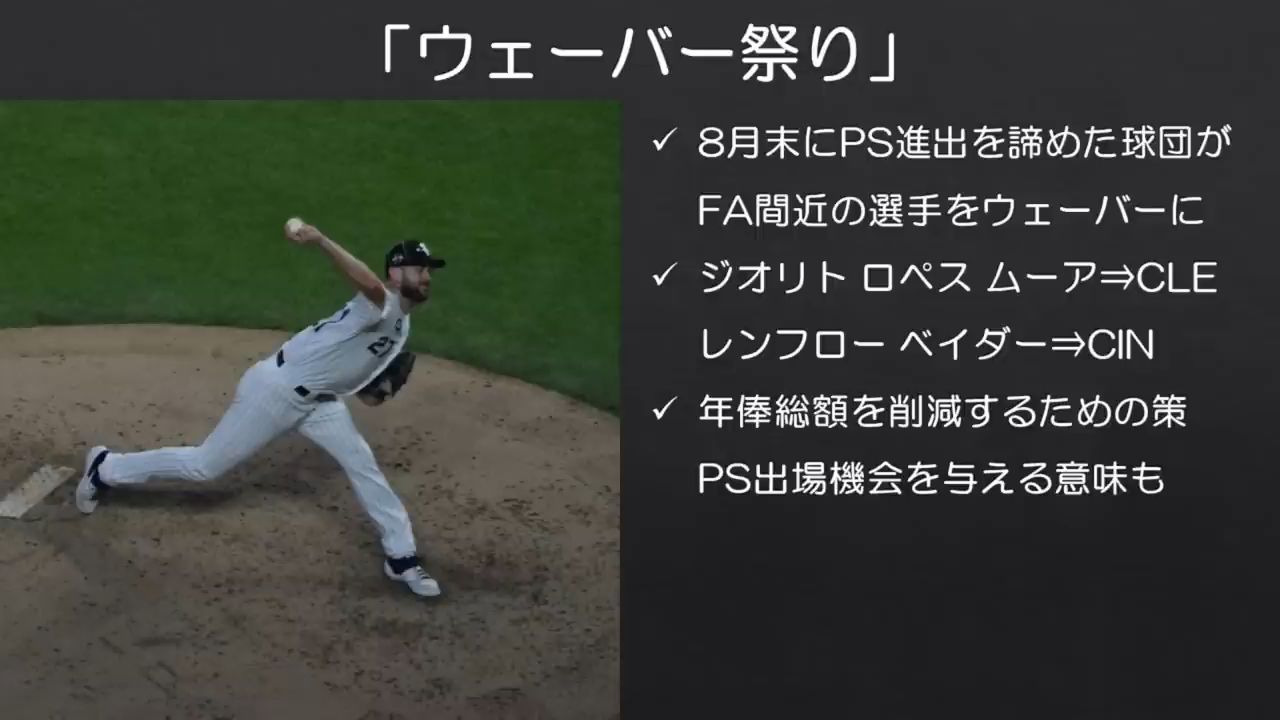 「ウェーバー祭り」
✓ 8月末にPS進出を諦めた球団が
FA間近の選手をウェーバーに
✓ ジオリト ロペス ムーア⇒CLE
レンフロー ベイダー⇒CIN
✓ 年俸総額を削減するための策
PS出場機会を与える意味も